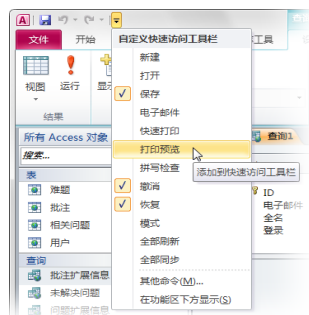 A
查询
文件 开始 自定义快速访问工具栏 工具
新建
打开
视图 运行 显
保存
电子邮件
结果
快速打印
所有 Access 对象
打印预览
查询1
搜索...
拼写检查
添加到快速访问工具栏
表
撤消
ID
难题
恢复
电子邮件
批注
模式
全名
相关问题
全部刷新
登录
用户
全部同步
查询
其他命令(M)...
批注扩展信息
在功能区下方显示(S)
未解决问题
问题扩展信息